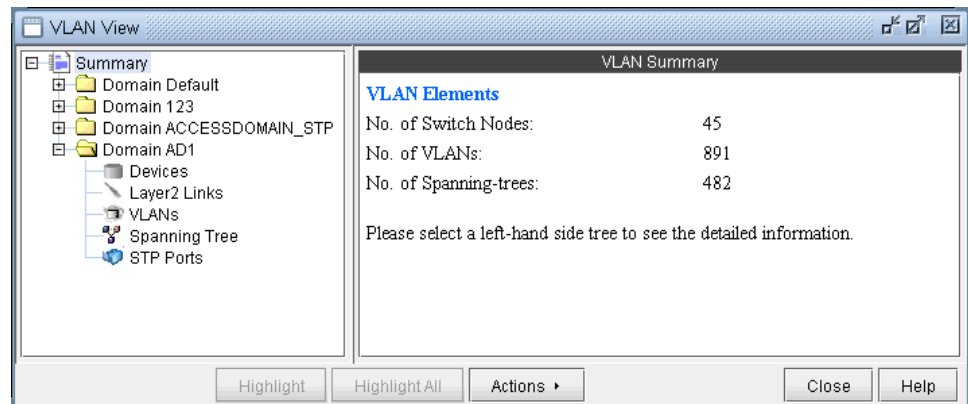 VLAN View
Summary
Domain Default
Domain 123
Domain ACCESSDOMAIN_STP
Domain AD1
Devices
Layer2 Links
VLANs
Spanning Tree
STP Ports
VLAN Summary
VLAN Elements
No. of Switch Nodes: 45
No. of VLANs: 891
No. of Spanning-trees: 482
Please select a left-hand side tree to see the detailed information.
Highlight Highlight All Actions Close Help